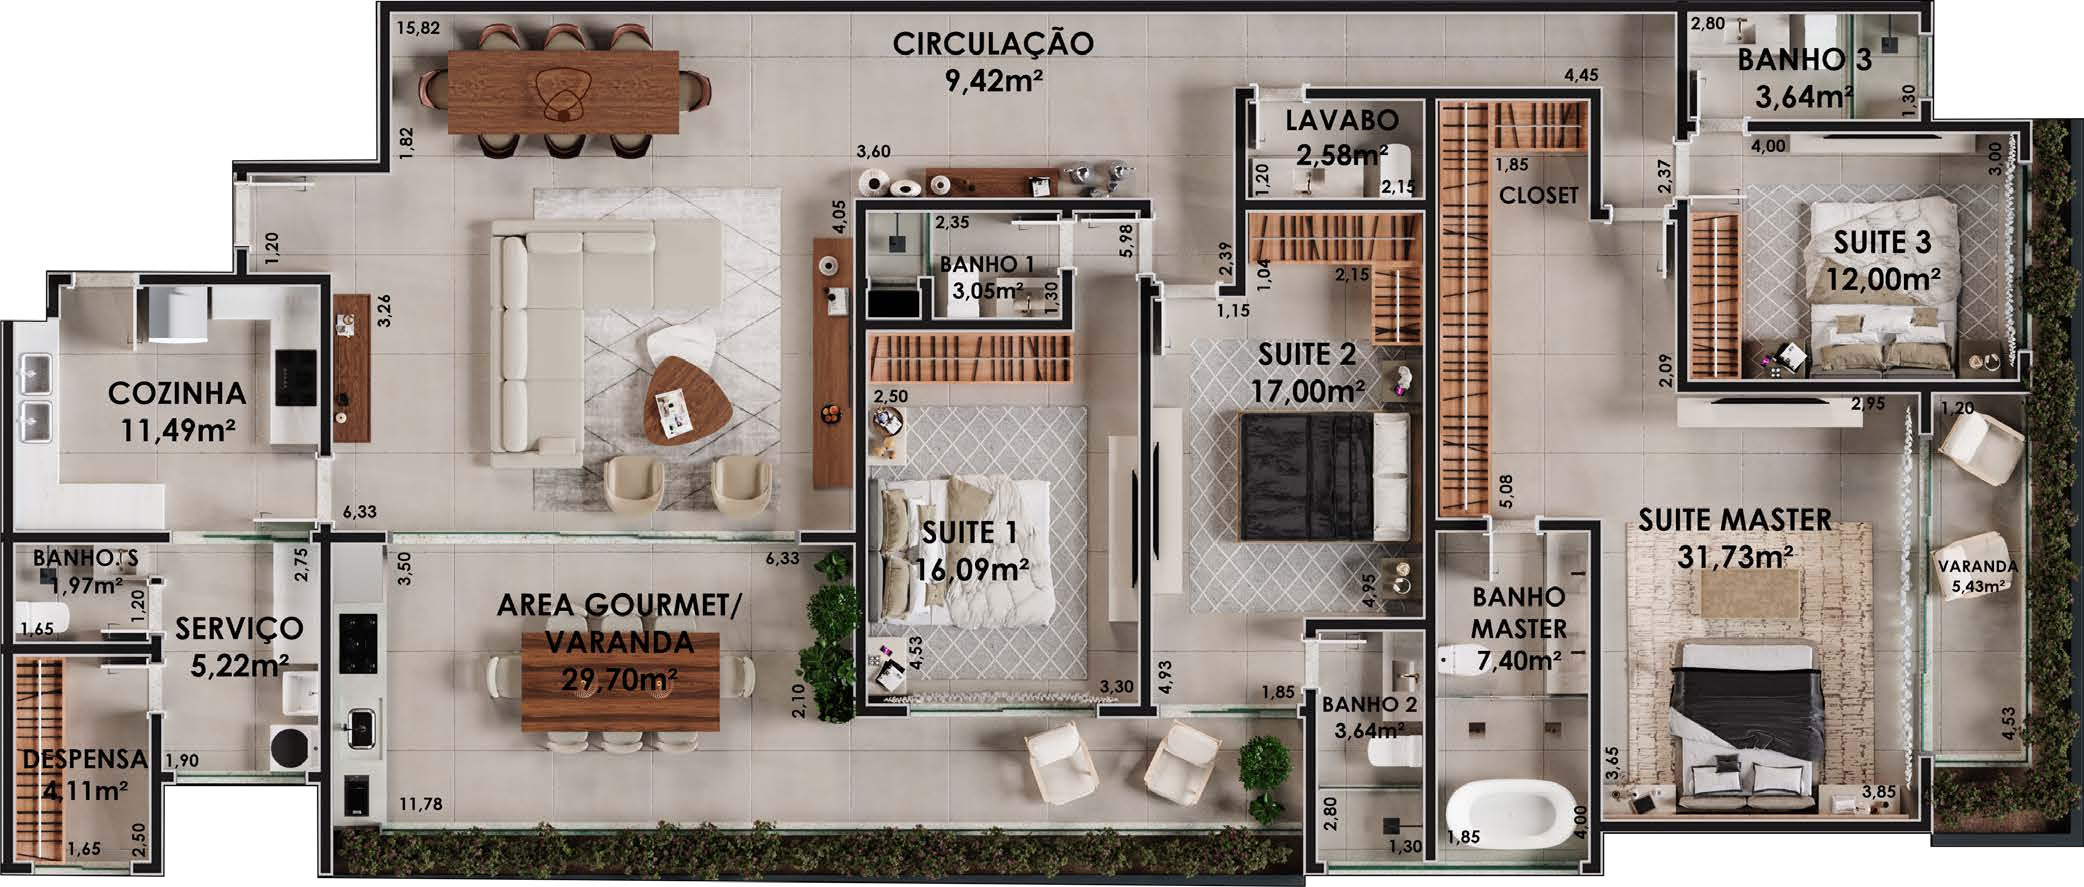 15,82
CIRCULAÇÃO
9,42m²
4,45
2,80
BANHO 3
3,64m²
1,30
1,82
3,60
LAVABO
2,58m²
1,20
2,15
1,85
CLOSET
2,37
4,00
3,00
1,20
4,05
2,35
BANHO 1
3,05m²
1,30
5,98
2,39
1,04
2,15
1,15
SUITE 3
12,00m²
3,26
COZINHA
11,49m²
2,50
SUITE 2
17,00m²
2,09
2,95
1,20
6,33
SUITE 1
16,09m²
5,08
SUITE MASTER
31,73m²
BANHO. S
1,97m²
1,20
1,65
2,75
3,50
6,33
AREA GOURMET/
VARANDA
29,70m²
4,95
BANHO
MASTER
7,40m²
VARANDA
5,43m²
SERVIÇO
5,22m²
4,53
3,30
2,10
4,93
1,85
BANHO 2
3,64m²
4,53
DESPENSA
4,11m²
1,90
3,65
3,85
11,78
2,80
1,30
1,85
4,00
1,65
2,50